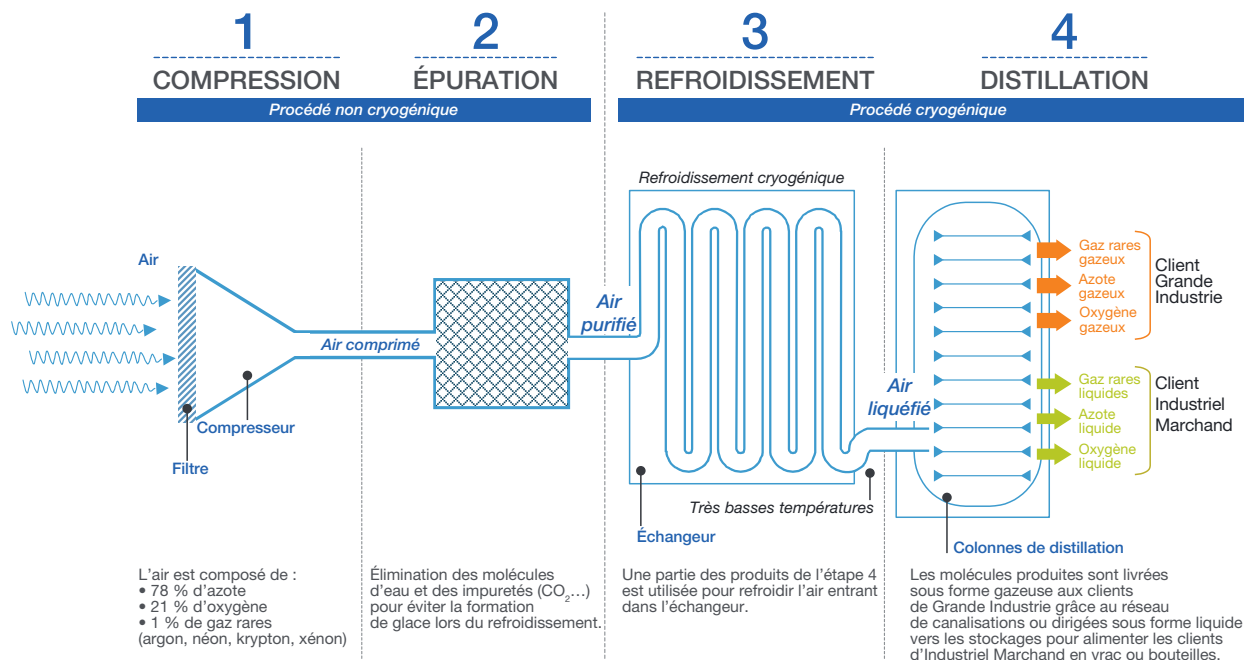 1
COMPRESSION
2
ÉPURATION
Procédé non cryogénique
3
REFROIDISSEMENT
4
DISTILLATION
Procédé cryogénique
Air
Filtre
Compresseur
Air comprimé
Air
purifié
Refroidissement cryogénique
Échangeur
Très basses températures
Air
liquéfié
Colonnes de distillation
Gaz rares
gazeux
Azote
gazeux
Oxygène
gazeux
Client
Grande
Industrie
Gaz rares
liquides
Azote
liquide
Oxygène
liquide
Client
Industriel
Marchand
L'air est composé de :
• 78 % d'azote
• 21 % d'oxygène
• 1 % de gaz rares
(argon, néon, krypton, xénon)
Élimination des molécules
d'eau et des impuretés (CO₂...)
pour éviter la formation
de glace lors du refroidissement.
Une partie des produits de l'étape 4
est utilisée pour refroidir l'air entrant
dans l'échangeur.
Les molécules produites sont livrées
sous forme gazeuse aux clients
de Grande Industrie grâce au réseau
de canalisations ou dirigées sous forme liquide
vers les stockages pour alimenter les clients
d'Industriel Marchand en vrac ou bouteilles.